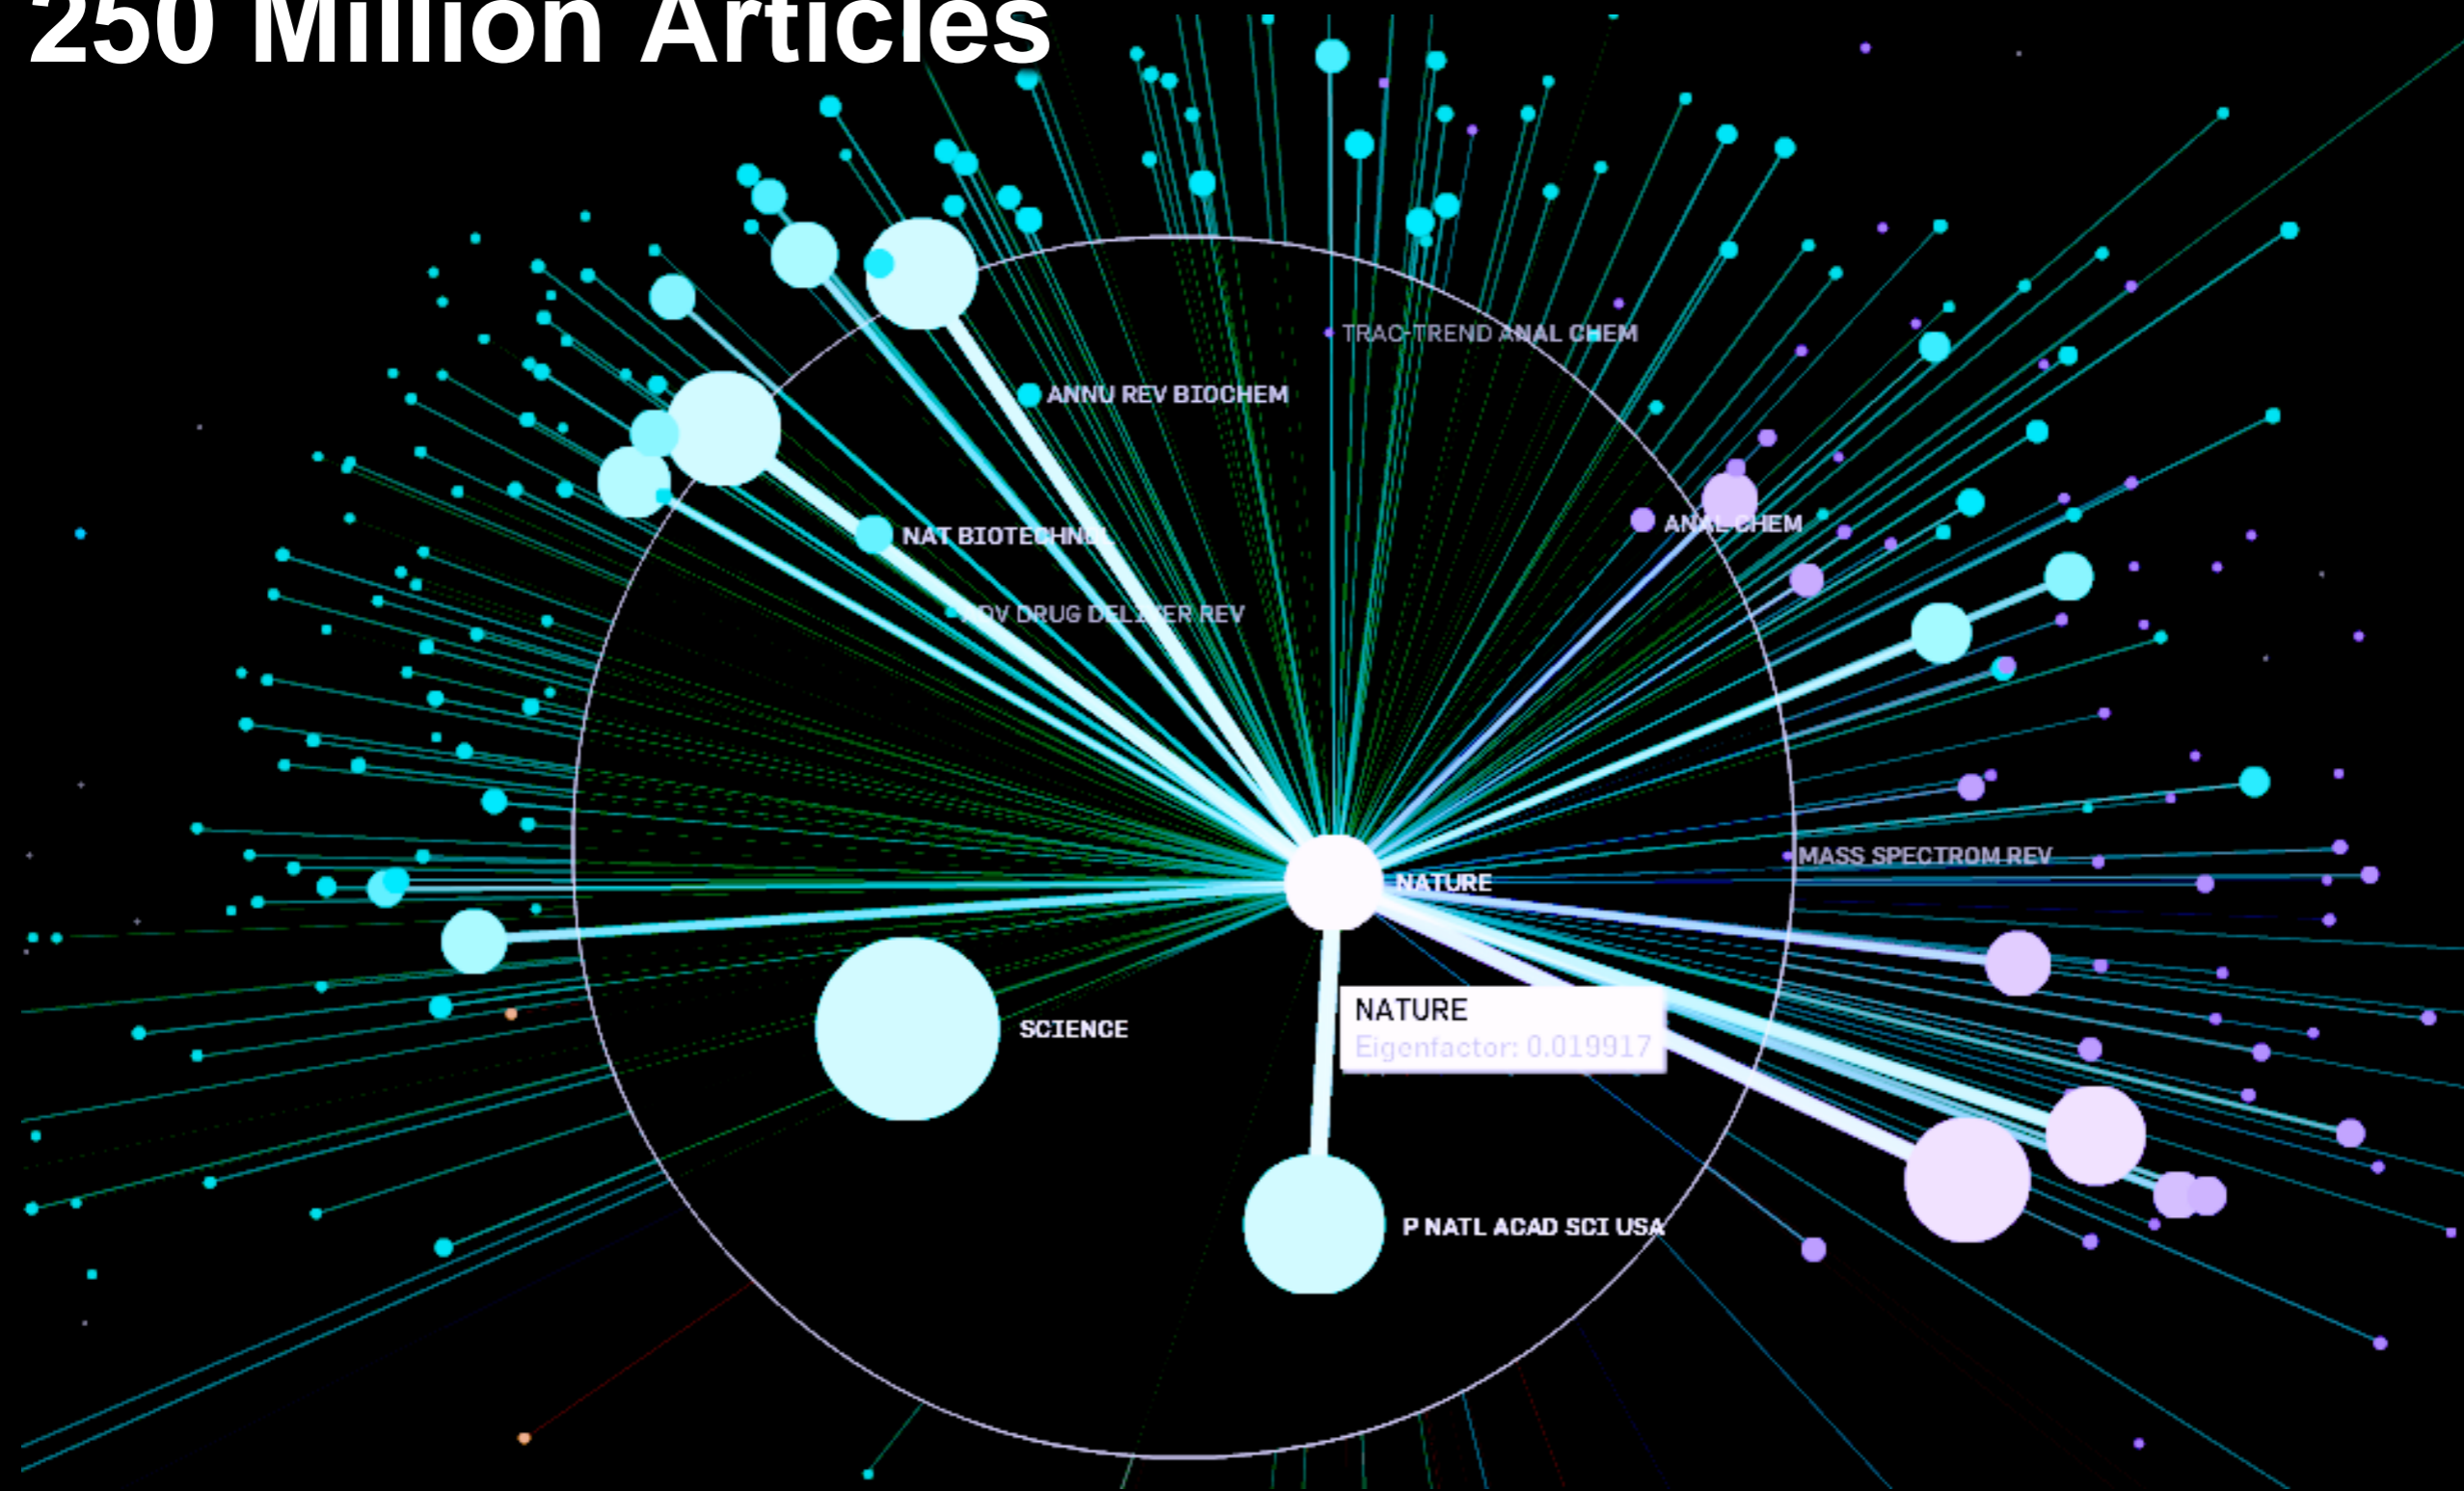 250 Million Articles
TRAC-TREND ANAL CHEM
ANNU REV BIOCHEM
ANAL CHEM
NAT BIOTECHNOL
ADV DRUG DELIVER REV
MASS SPECTROM REV
NATURE
NATURE
Eigenfactor: 0.019917
SCIENCE
P NATL ACAD SCI USA